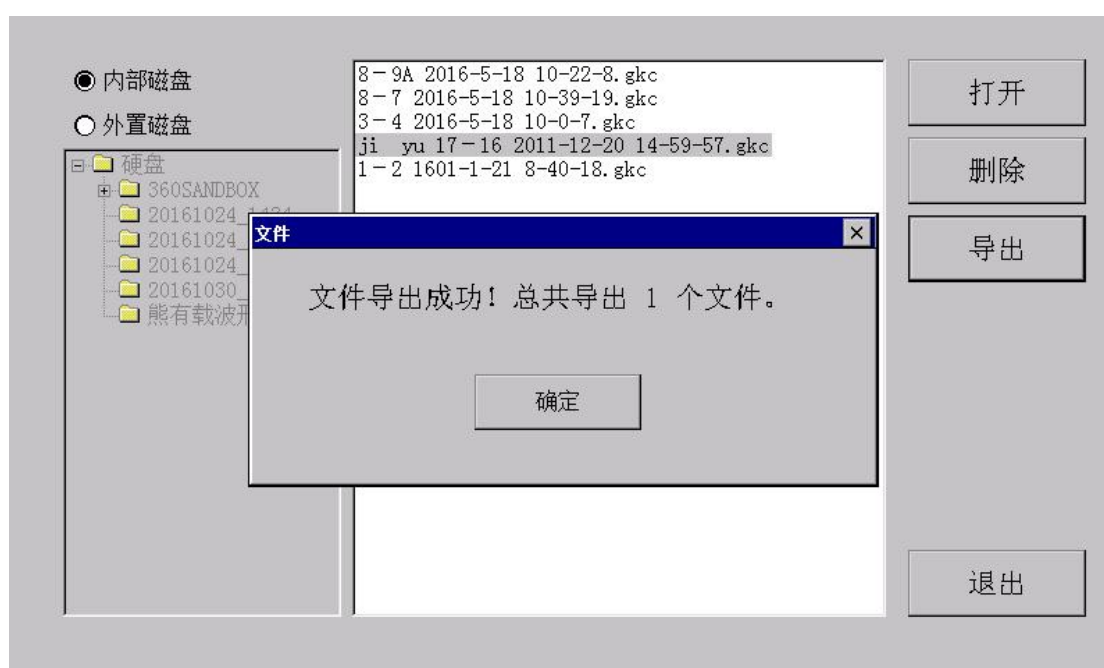 内部磁盘
外置磁盘
硬盘
360SANDBOX
20161024_1434
20161024_
20161024_
20161030_
熊有载波形
8-9A 2016-5-18 10-22-8.gkc
8-7 2016-5-18 10-39-19.gkc
3-4 2016-5-18 10-0-7.gkc
ji  yu 17-16 2011-12-20 14-59-57.gkc
1-2 1601-1-21 8-40-18.gkc
打开
删除
导出
退出
文件
文件导出成功! 总共导出 1 个文件。
确定